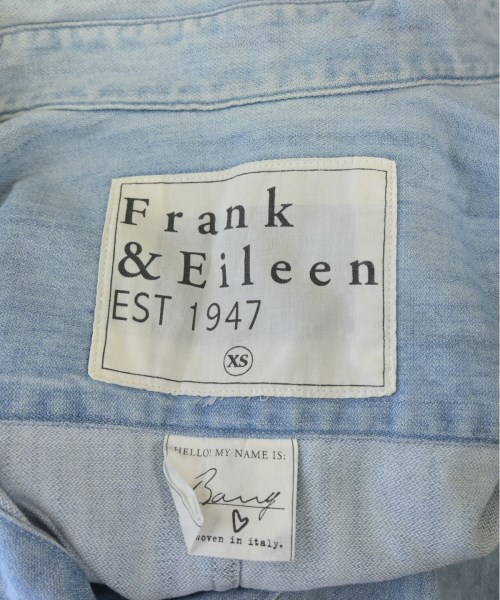 Frank
& Eileen
EST 1947
XS
HELLO! MY NAME IS:
Barry
woven in italy.